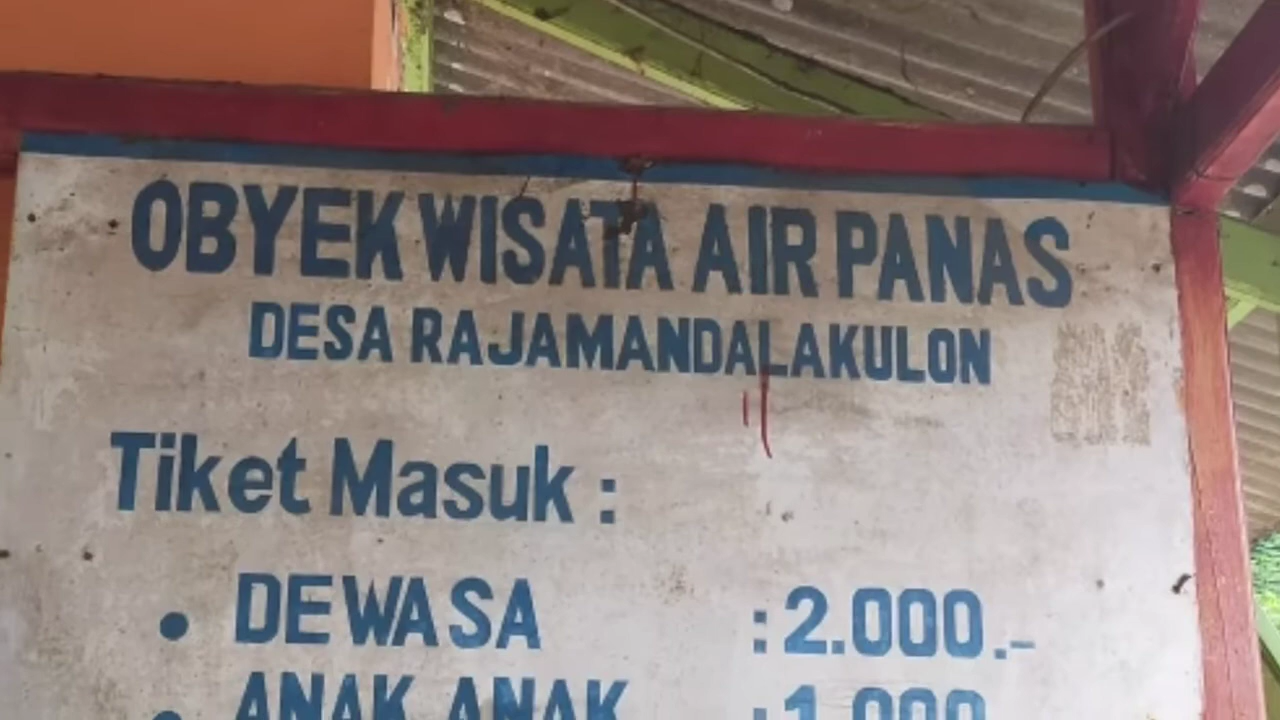 OBYEK WISATA AIR PANAS
DESA RAJAMANDALAKULON
Tiket Masuk :
• DEWASA : 2.000.-
• ANAK ANAK : 1.000